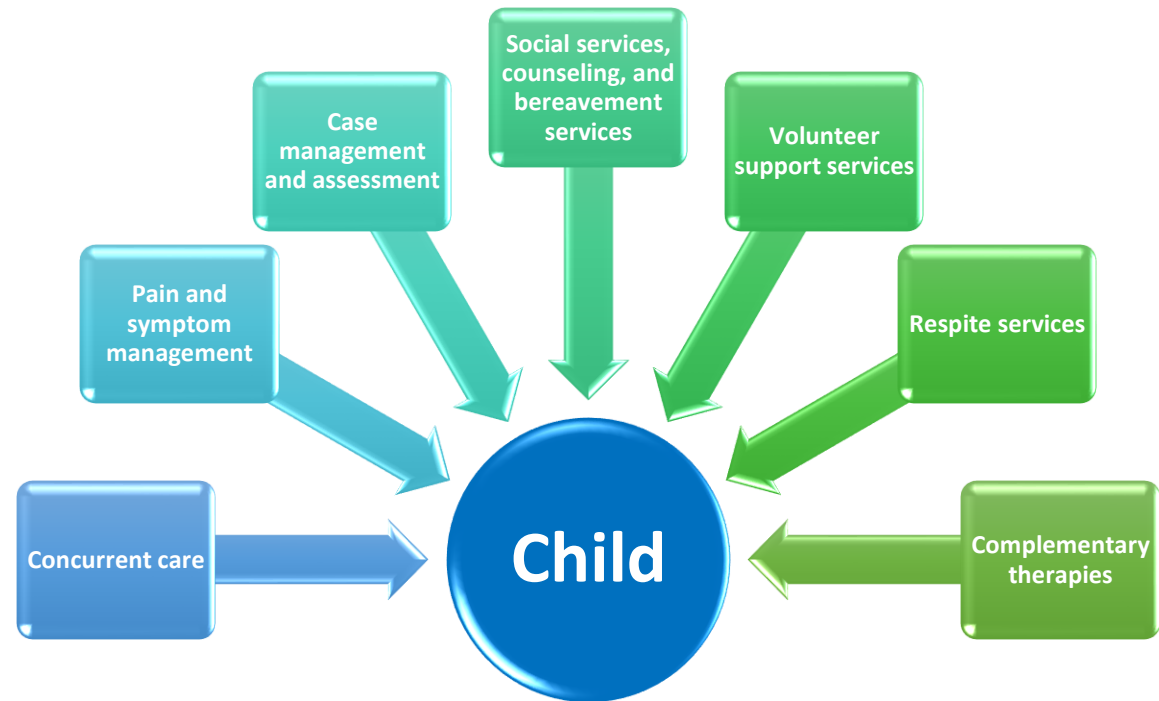 Social services,
counseling, and
bereavement
services
Case
management
and assessment
Volunteer
support services
Pain and
symptom
management
Respite services
Concurrent care
Child
Complementary
therapies